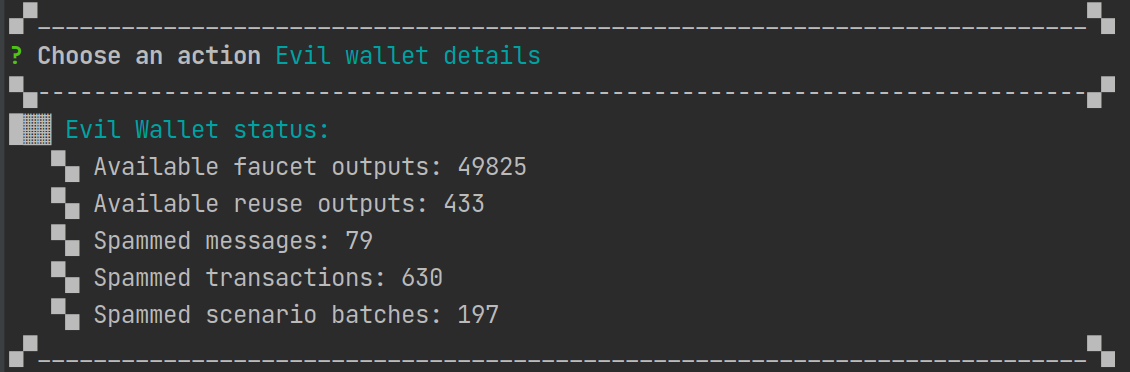 ? Choose an action Evil wallet details
Evil Wallet status:
Available faucet outputs: 49825
Available reuse outputs: 433
Spammed messages: 79
Spammed transactions: 630
Spammed scenario batches: 197